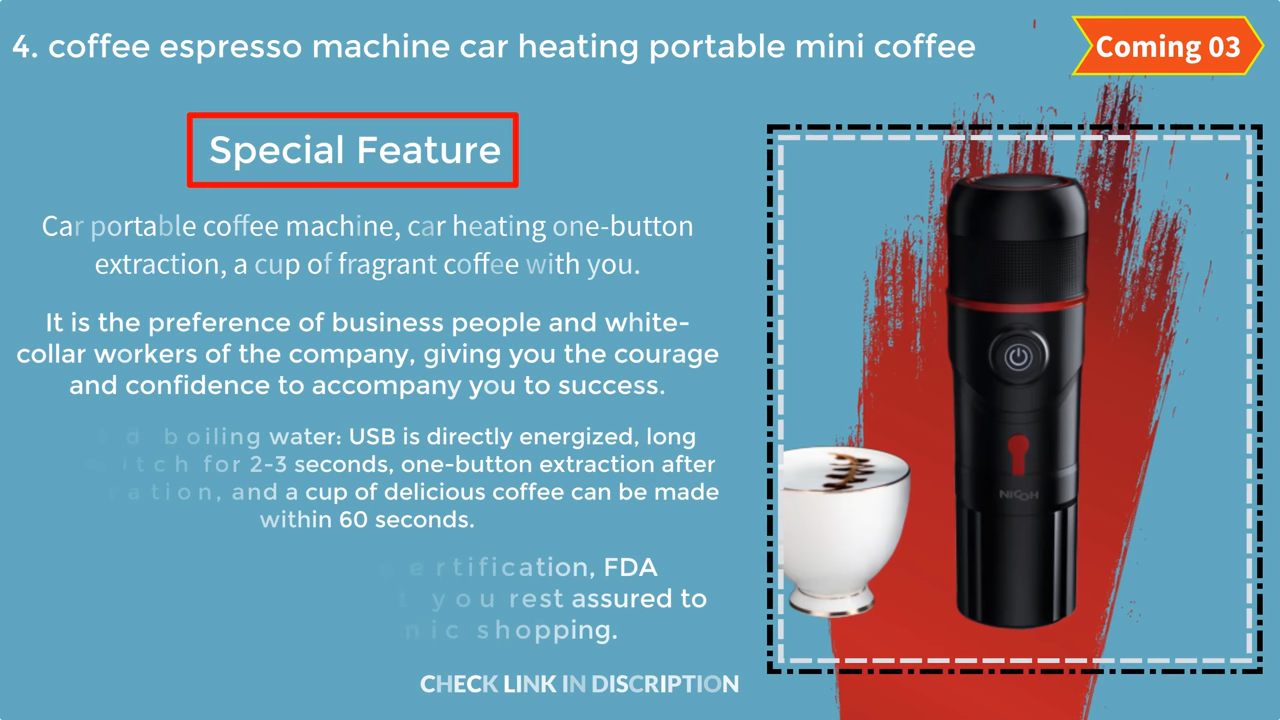 4. coffee espresso machine car heating portable mini coffee
Coming 03
Special Feature
Car portable coffee machine, car heating one-button
extraction, a cup of fragrant coffee with you.
It is the preference of business people and white-
collar workers of the company, giving you the courage
and confidence to accompany you to success.
boiling water: USB is directly energized, long
for 2-3 seconds, one-button extraction after
and a cup of delicious coffee can be made
within 60 seconds.
FDA
you rest assured to
shopping.
NICOH
CHECK LINK IN DISCRIPTION